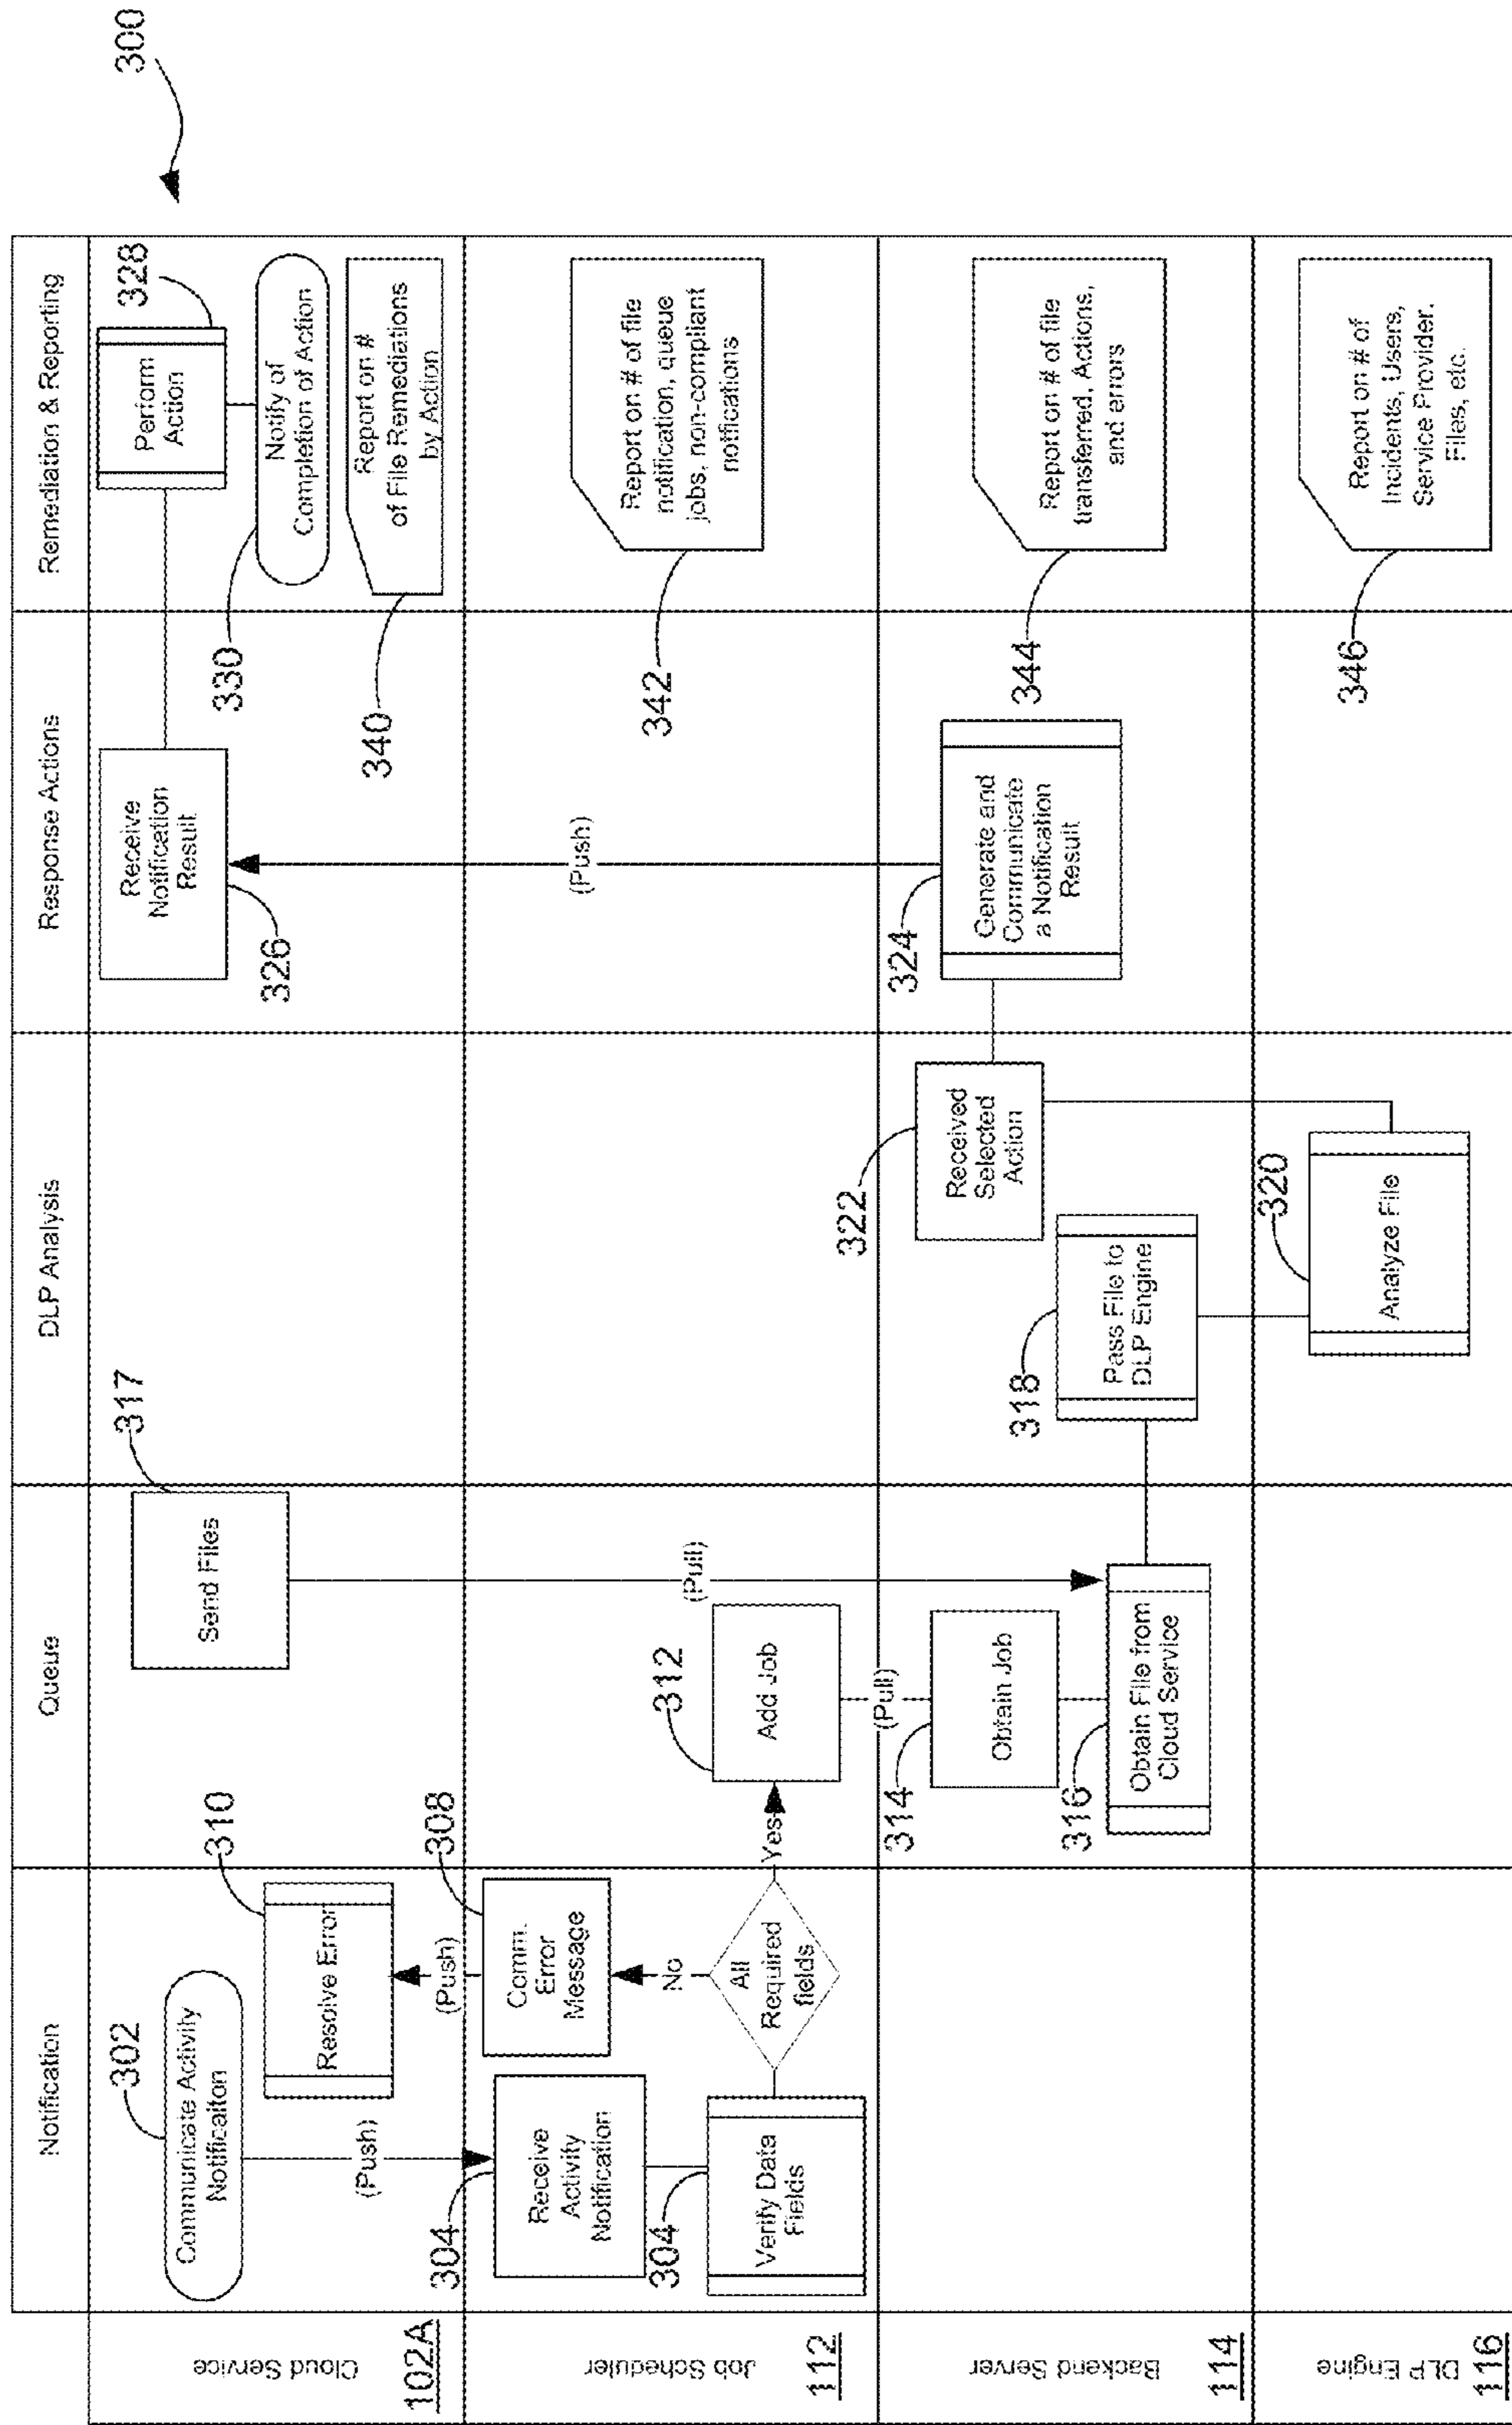 300
Notification
Queue
DLP Analysis
Response Actions
Remediation & Reporting
Cloud Service
102A
302
Communicate Activity
Notificaiton
(Push)
310
Resolve Error
(Push)
317
Send Files
Receive
Notification
Result
326
328
Perform
Action
330
Notify of
Completion of Action
340
Report on #
of File Remediations
by Action
Job Scheduler
112
304
Receive
Activity
Notification
304
Verify Data
Fields
308
Comm.
Error
Message
No
All
Required
fields
Yes
312
Add Job
(Pull)
(Pull)
(Push)
342
Report on # of file
notification, queue
jobs, non-compliant
notifications
Backend Server
114
314
Obtain Job
316
Obtain File from
Cloud Service
318
Pass File to
DLP Engine
322
Received
Selected
Action
324
Generate and
Communicate
a Notification
Result
344
Report on # of file
transferred, Actions,
and errors
DLP Engine
116
320
Analyze File
346
Report on # of
Incidents, Users,
Service Provider,
Files, etc.